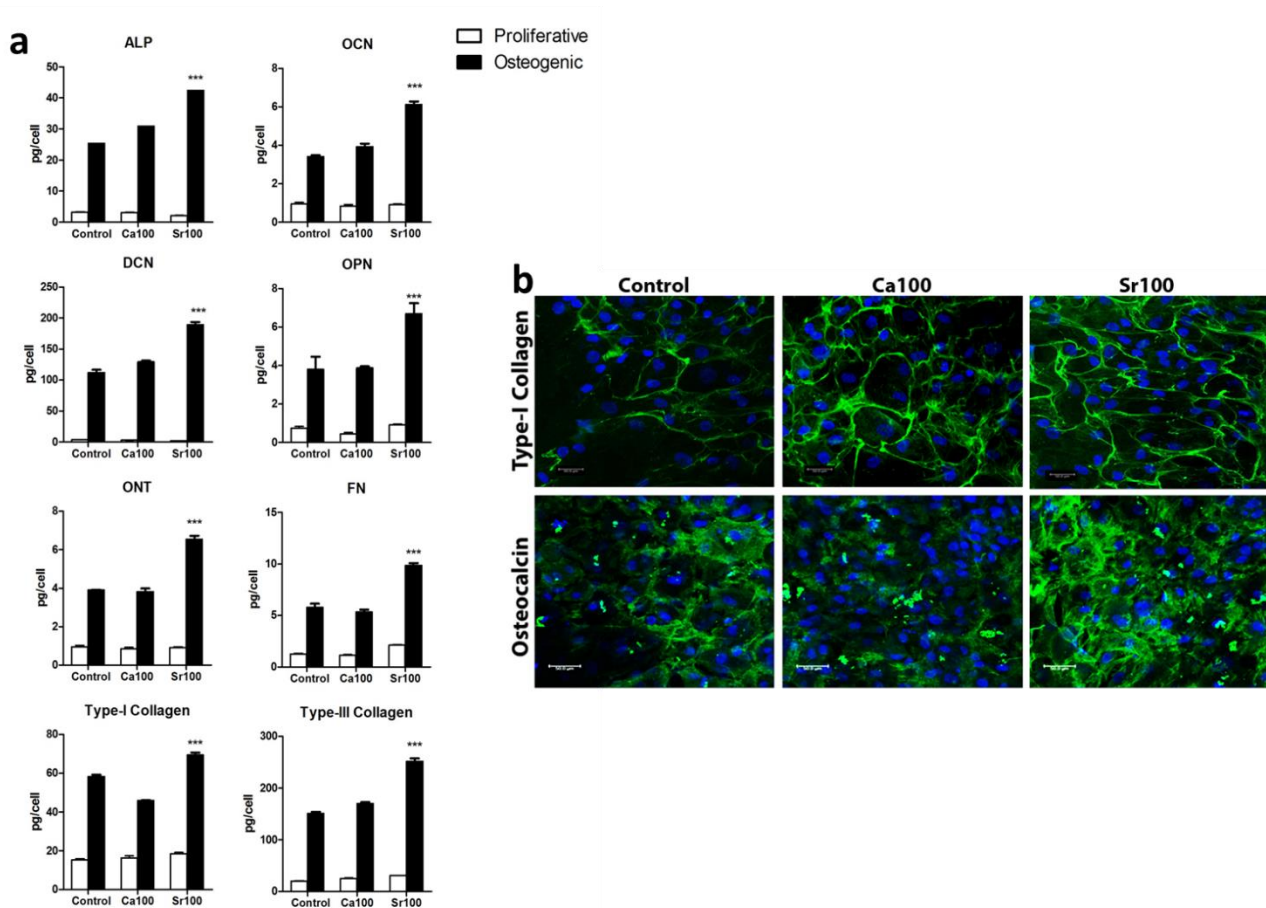 a
Proliferative
Osteogenic
ALP
pg/cell
50
40
30
20
10
0
***
Control Ca100 Sr100
OCN
pg/cell
8
6
4
2
0
***
Control Ca100 Sr100
DCN
pg/cell
250
200
150
100
50
0
***
Control Ca100 Sr100
OPN
pg/cell
8
6
4
2
0
***
Control Ca100 Sr100
ONT
pg/cell
8
6
4
2
0
***
Control Ca100 Sr100
FN
pg/cell
15
10
5
0
***
Control Ca100 Sr100
Type-I Collagen
pg/cell
80
60
40
20
0
***
Control Ca100 Sr100
Type-III Collagen
pg/cell
300
200
100
0
***
Control Ca100 Sr100
b
Control Ca100 Sr100
Type-I Collagen
Osteocalcin